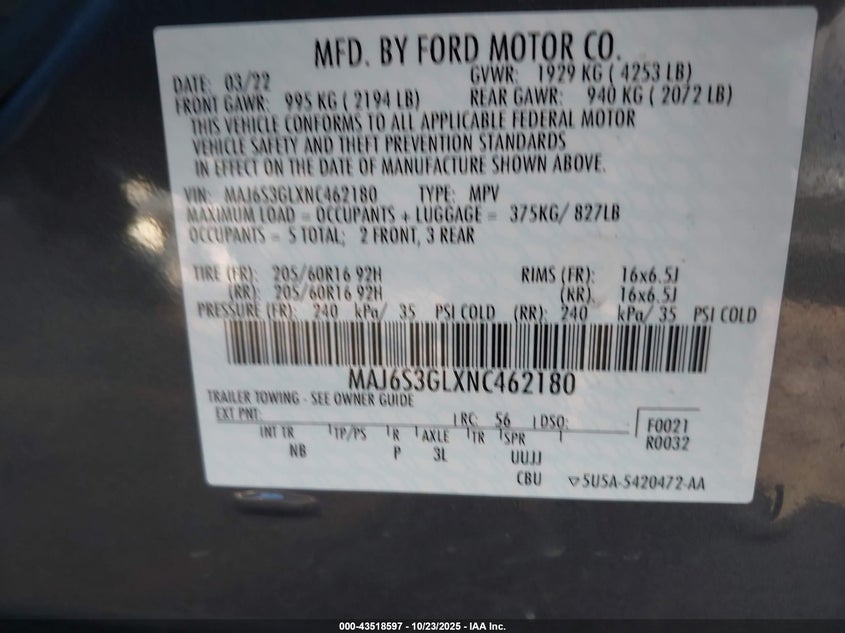 MFD. BY FORD MOTOR CO.
DATE: 03/22 GVWR: 1929 KG ( 4253 LB)
FRONT GAWR: 995 KG ( 2194 LB) REAR GAWR: 940 KG ( 2072 LB)
THIS VEHICLE CONFORMS TO ALL APPLICABLE FEDERAL MOTOR
VEHICLE SAFETY AND THEFT PREVENTION STANDARDS
IN EFFECT ON THE DATE OF MANUFACTURE SHOWN ABOVE.
VIN: MAJ6S3GLXNC462180 TYPE: MPV
MAXIMUM LOAD = OCCUPANTS + LUGGAGE = 375KG/ 827LB
OCCUPANTS = 5 TOTAL; 2 FRONT, 3 REAR
TIRE (FR): 205/60R16 92H RIMS (FR): 16x6.5J
(RR): 205/60R16 92H (RR): 16x6.5J
PRESSURE (FR): 240 kPa/ 35 PSI COLD (RR): 240 kPa/ 35 PSI COLD
MAJ6S3GLXNC462180
TRAILER TOWING - SEE OWNER GUIDE
EXT PNT: RC: 56 DSO: F0021
INT TR TP/PS R AXLE TR SPR R0032
NB P 3L UUJJ
CBU ▽5U5A-5420472-AA
000-43518597 - 10/23/2025 - IAA Inc.